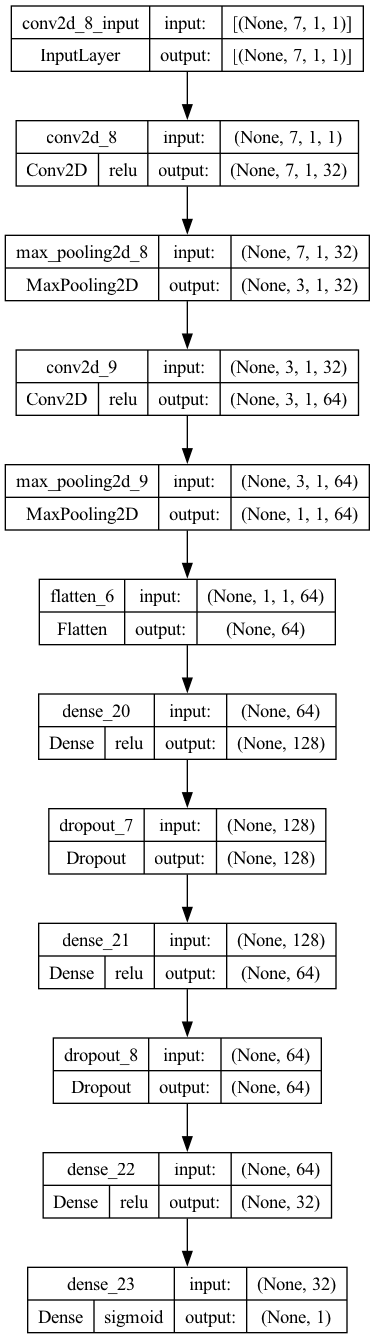 conv2d_8_input input: [(None, 7, 1, 1)]
InputLayer output: [(None, 7, 1, 1)]
conv2d_8 input: (None, 7, 1, 1)
Conv2D relu output: (None, 7, 1, 32)
max_pooling2d_8 input: (None, 7, 1, 32)
MaxPooling2D output: (None, 3, 1, 32)
conv2d_9 input: (None, 3, 1, 32)
Conv2D relu output: (None, 3, 1, 64)
max_pooling2d_9 input: (None, 3, 1, 64)
MaxPooling2D output: (None, 1, 1, 64)
flatten_6 input: (None, 1, 1, 64)
Flatten output: (None, 64)
dense_20 input: (None, 64)
Dense relu output: (None, 128)
dropout_7 input: (None, 128)
Dropout output: (None, 128)
dense_21 input: (None, 128)
Dense relu output: (None, 64)
dropout_8 input: (None, 64)
Dropout output: (None, 64)
dense_22 input: (None, 64)
Dense relu output: (None, 32)
dense_23 input: (None, 32)
Dense sigmoid output: (None, 1)